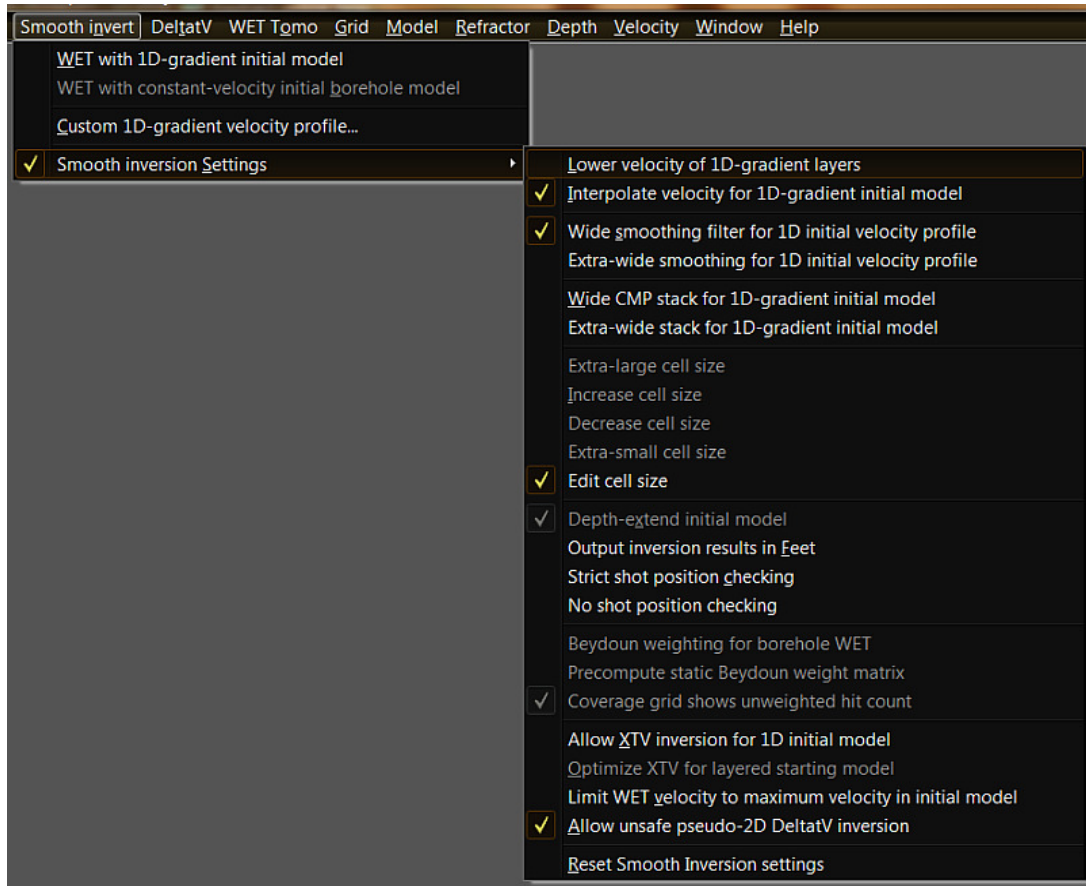 Smooth invert DeltatV WET Tomo Grid Model Refractor Depth Velocity Window Help
WET with 1D-gradient initial model
WET with constant-velocity initial borehole model
Custom 1D-gradient velocity profile...
Smooth inversion Settings
Lower velocity of 1D-gradient layers
Interpolate velocity for 1D-gradient initial model
Wide smoothing filter for 1D initial velocity profile
Extra-wide smoothing for 1D initial velocity profile
Wide CMP stack for 1D-gradient initial model
Extra-wide stack for 1D-gradient initial model
Extra-large cell size
Increase cell size
Decrease cell size
Extra-small cell size
Edit cell size
Depth-extend initial model
Output inversion results in Feet
Strict shot position checking
No shot position checking
Beydoun weighting for borehole WET
Precompute static Beydoun weight matrix
Coverage grid shows unweighted hit count
Allow XTV inversion for 1D initial model
Optimize XTV for layered starting model
Limit WET velocity to maximum velocity in initial model
Allow unsafe pseudo-2D DeltatV inversion
Reset Smooth Inversion settings